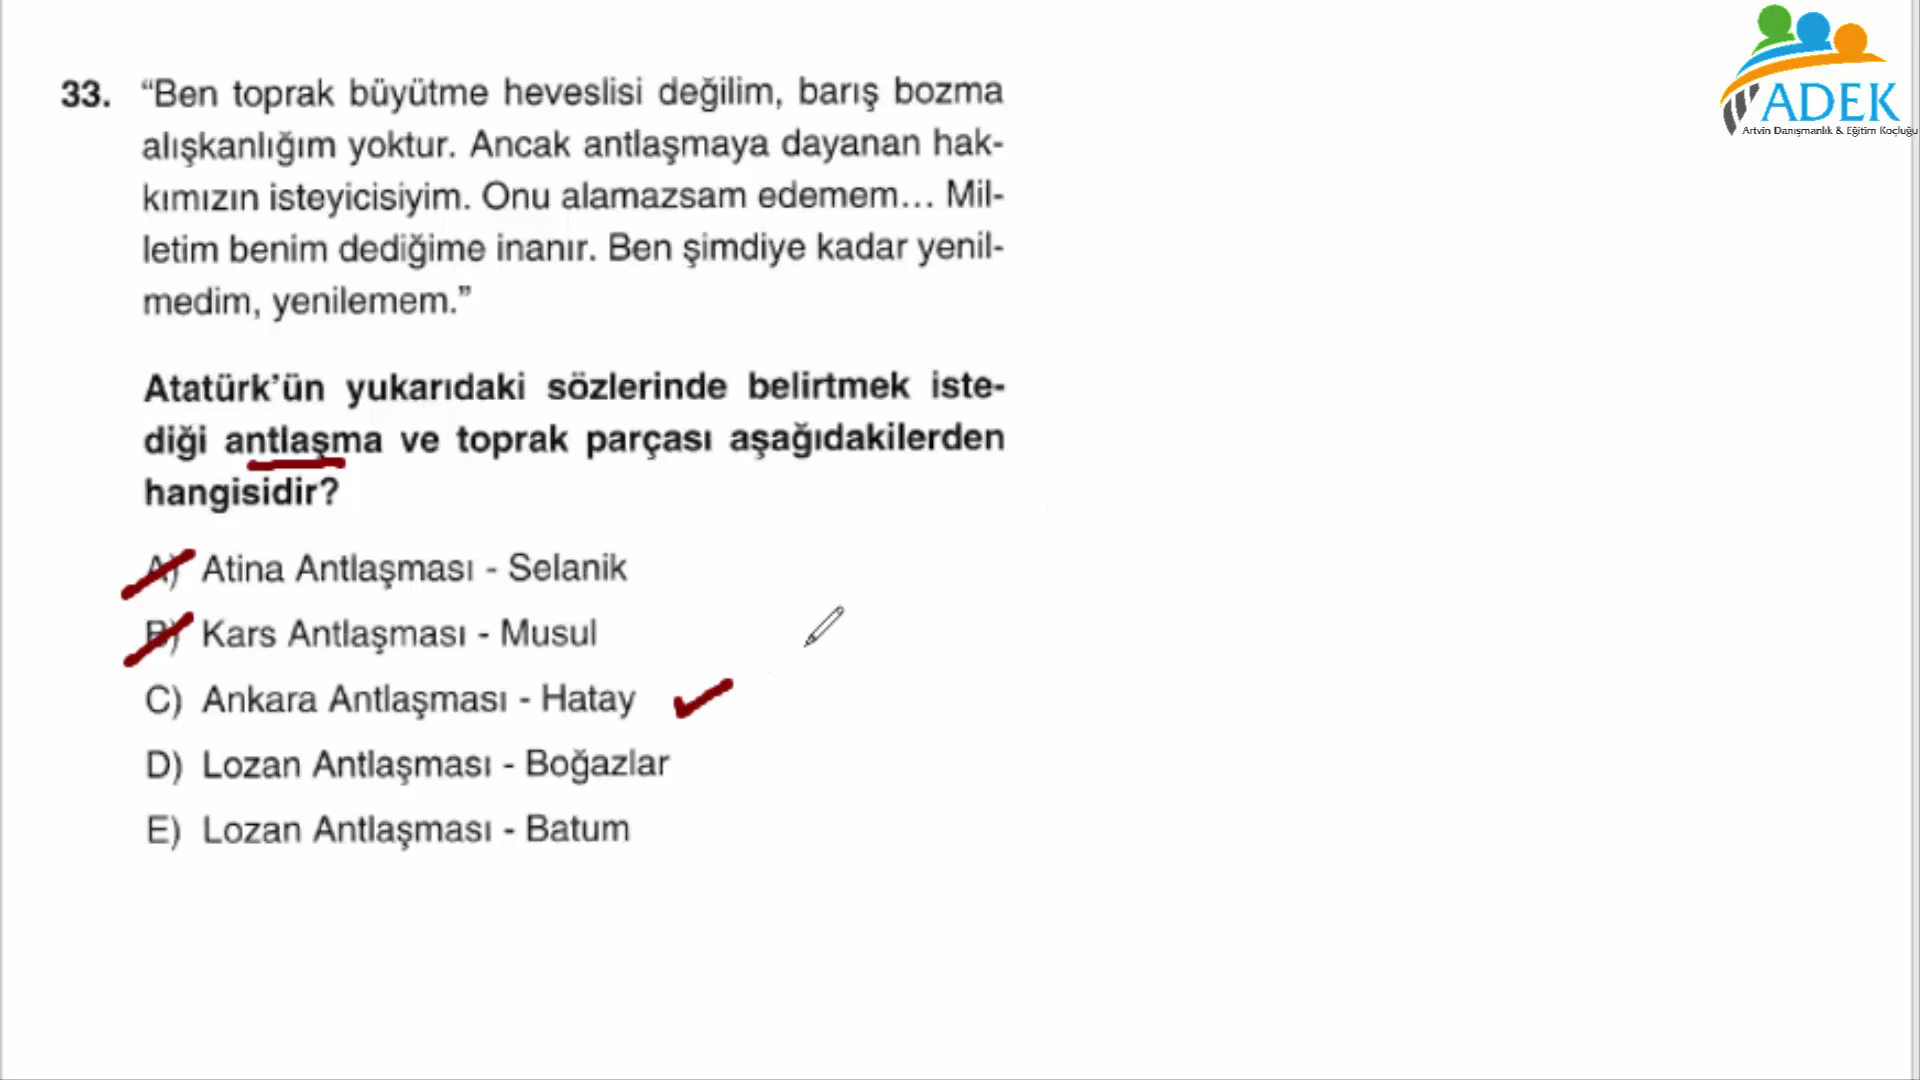 ADEK
Artvin Danışmanlık & Eğitim Koçluğu
33. “Ben toprak büyütme heveslisi değilim, barış bozma
alışkanlığım yoktur. Ancak antlaşmaya dayanan hak-
kımızın isteyicisiyim. Onu alamazsam edemem... Mil-
letim benim dediğime inanır. Ben şimdiye kadar yenil-
medim, yenilemem.”
Atatürk’ün yukarıdaki sözlerinde belirtmek iste-
diği antlaşma ve toprak parçası aşağıdakilerden
hangisidir?
A) Atina Antlaşması - Selanik
B) Kars Antlaşması - Musul
C) Ankara Antlaşması - Hatay
D) Lozan Antlaşması - Boğazlar
E) Lozan Antlaşması - Batum